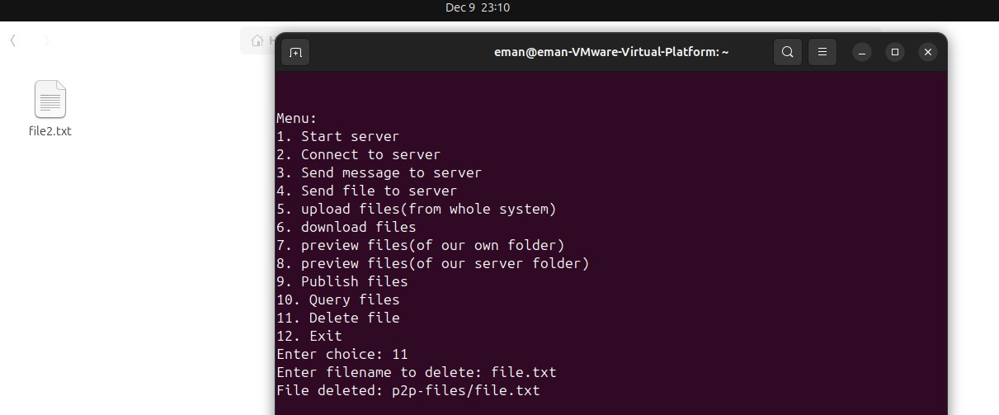 Dec 9 23:10
eman@eman-VMware-Virtual-Platform: ~
file2.txt
Menu:
1. Start server
2. Connect to server
3. Send message to server
4. Send file to server
5. upload files(from whole system)
6. download files
7. preview files(of our own folder)
8. preview files(of our server folder)
9. Publish files
10. Query files
11. Delete file
12. Exit
Enter choice: 11
Enter filename to delete: file.txt
File deleted: p2p-files/file.txt